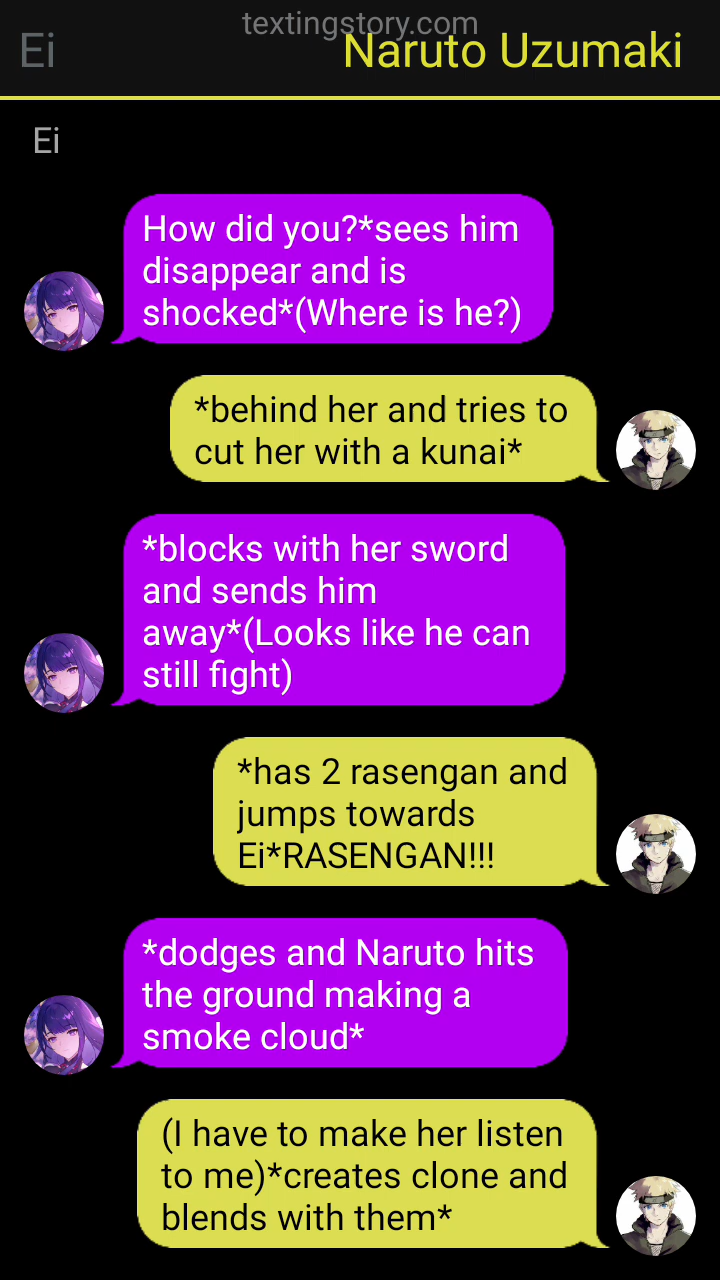 textingstory.com
Ei
Naruto Uzumaki
Ei
How did you?*sees him
disappear and is
shocked*(Where is he?)
*behind her and tries to
cut her with a kunai*
*blocks with her sword
and sends him
away*(Looks like he can
still fight)
*has 2 rasengan and
jumps towards
Ei*RASENGAN!!!
*dodges and Naruto hits
the ground making a
smoke cloud*
(I have to make her listen
to me)*creates clone and
blends with them*